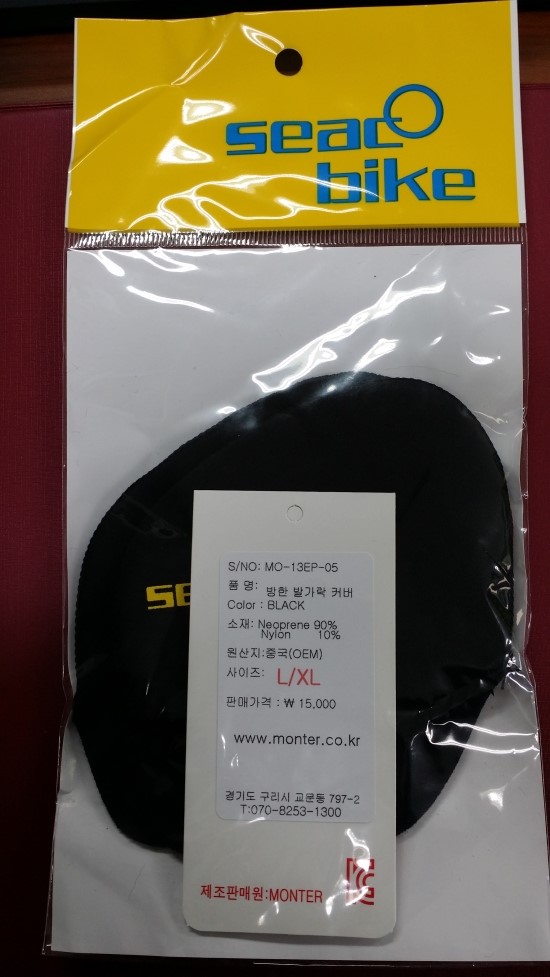 seac
bike
se
S/NO: MO-13EP-05
품 명: 방한 발가락 커버
Color : BLACK
소재: Neoprene 90%
Nylon 10%
원산지:중국(OEM)
사이즈: L/XL
판매가격 : ₩ 15,000
www.monter.co.kr
경기도 구리시 교문동 797-2
T:070-8253-1300
제조판매원:MONTER